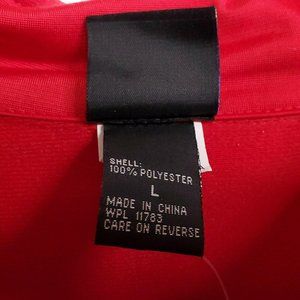 SHELL:
100% POLYESTER
L
MADE IN CHINA
WPL 11783
CARE ON REVERSE